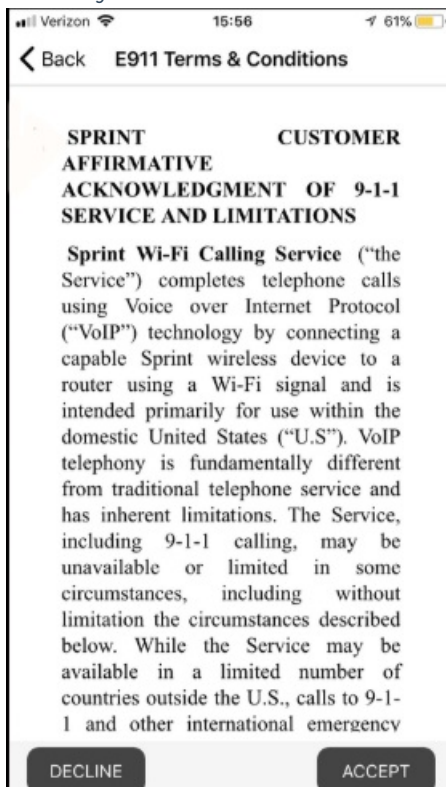 Verizon 15:56 61%
Back E911 Terms & Conditions
SPRINT CUSTOMER
AFFIRMATIVE
ACKNOWLEDGMENT OF 9-1-1
SERVICE AND LIMITATIONS
Sprint Wi-Fi Calling Service (“the
Service”) completes telephone calls
using Voice over Internet Protocol
(“VoIP”) technology by connecting a
capable Sprint wireless device to a
router using a Wi-Fi signal and is
intended primarily for use within the
domestic United States (“U.S”). VoIP
telephony is fundamentally different
from traditional telephone service and
has inherent limitations. The Service,
including 9-1-1 calling, may be
unavailable or limited in some
circumstances, including without
limitation the circumstances described
below. While the Service may be
available in a limited number of
countries outside the U.S., calls to 9-1-
1 and other international emergency
DECLINE ACCEPT